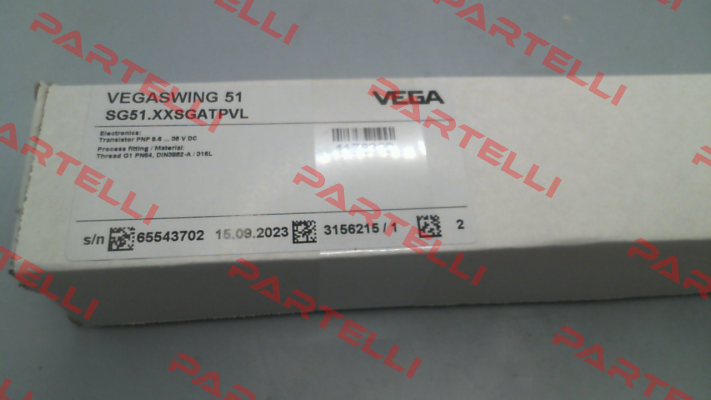 VEGASWING 51
SG51.XXSGATPVL
VEGA
Electronics:
Transistor PNP 9.6 ... 36 V DC
Process fitting / Material:
Thread G1 PN64, DIN3852-A / 316L
s/n 65543702 15.09.2023 3156215 / 1 2
PARTELLI
PARTELLI
PARTELLI
PARTELLI
PARTELLI
PARTELLI
PARTELLI